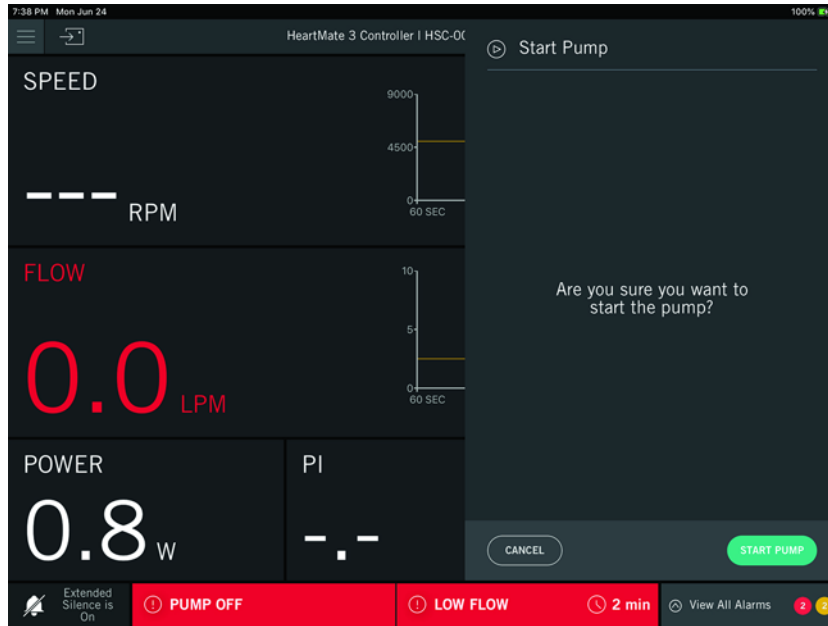 7:38 PM Mon Jun 24
100%
HeartMate 3 Controller I HSC-00
Start Pump
SPEED
9000
4500
0
60 SEC
--- RPM
FLOW
10
5
0
60 SEC
0.0 LPM
Are you sure you want to
start the pump?
POWER
0.8 W
PI
-.-
CANCEL
START PUMP
Extended
Silence is
On
PUMP OFF
LOW FLOW
2 min
View All Alarms
2
2